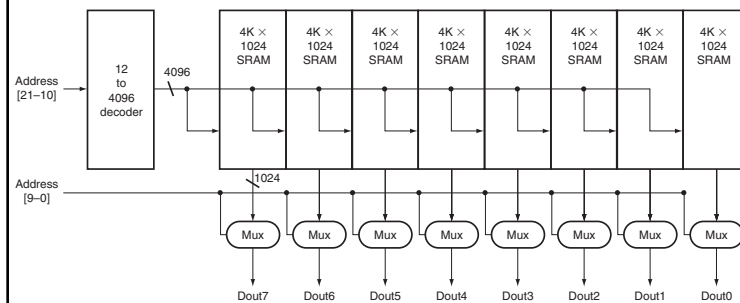 4K ×
1024
SRAM
4K ×
1024
SRAM
4K ×
1024
SRAM
4K ×
1024
SRAM
4K ×
1024
SRAM
4K ×
1024
SRAM
4K ×
1024
SRAM
4K ×
1024
SRAM
Address
[21–10]
12
to
4096
decoder
4096
1024
Address
[9–0]
Mux
Mux
Mux
Mux
Mux
Mux
Mux
Mux
Dout7
Dout6
Dout5
Dout4
Dout3
Dout2
Dout1
Dout0